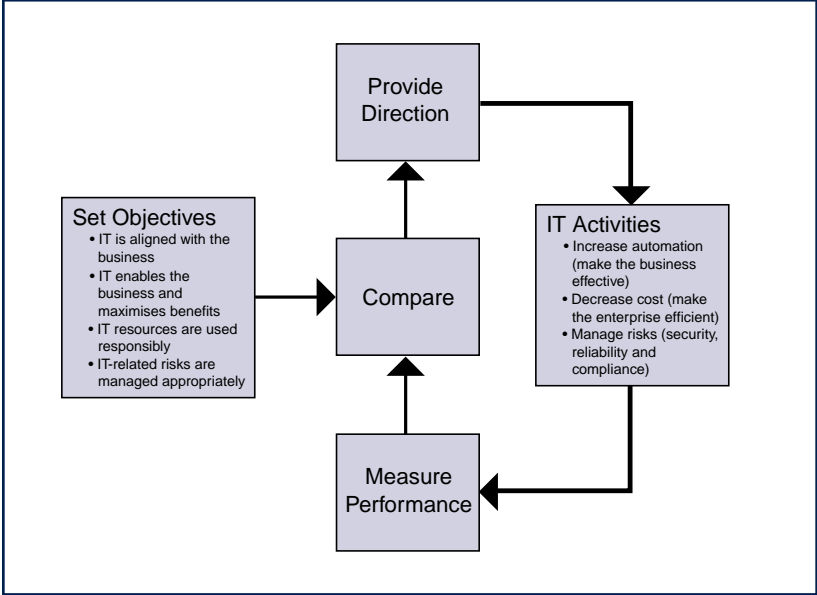 Provide
Direction
Set Objectives
• IT is aligned with the
business
• IT enables the
business and
maximises benefits
• IT resources are used
responsibly
• IT-related risks are
managed appropriately
Compare
IT Activities
• Increase automation
(make the business
effective)
• Decrease cost (make
the enterprise efficient)
• Manage risks (security,
reliability and
compliance)
Measure
Performance